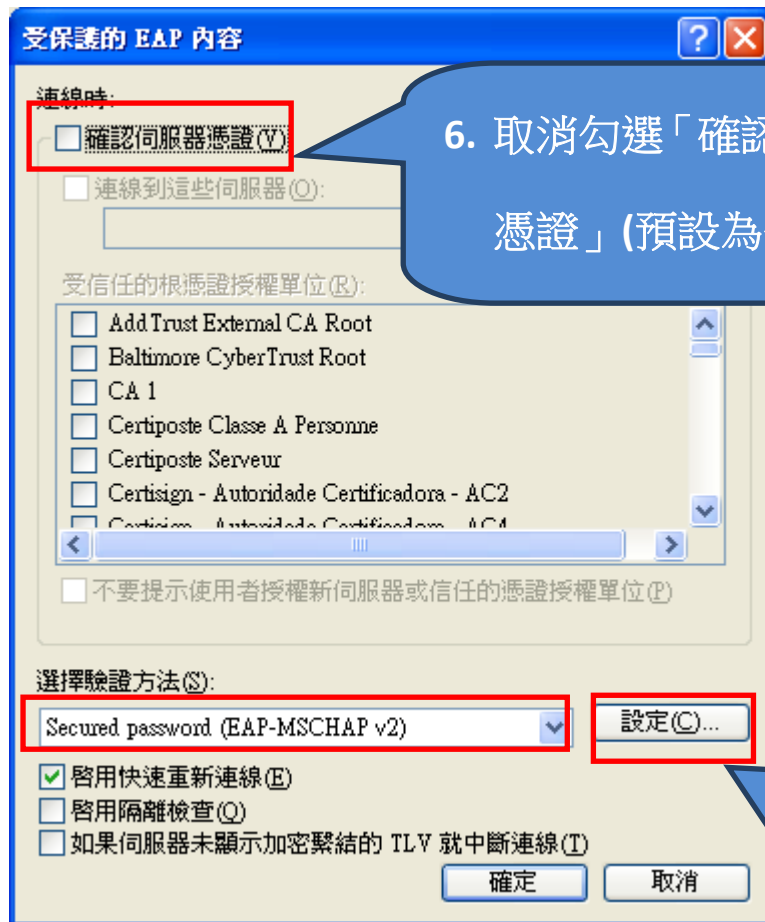 受保護的 EAP 內容
連線時:
確認伺服器憑證(V)
6. 取消勾選「確認
憑證」(預設為
連線到這些伺服器(O):
受信任的根憑證授權單位(R):
AddTrust External CA Root
Baltimore CyberTrust Root
CA 1
Certiposte Classe A Personne
Certiposte Serveur
Certisign - Autoridade Certificadora - AC2
Certisign - Autoridade Certificadora - AC4
不要提示使用者授權新伺服器或信任的憑證授權單位(P)
選擇驗證方法(S):
Secured password (EAP-MSCHAP v2)
設定(C)...
啓用快速重新連線(E)
啓用隔離檢查(Q)
如果伺服器未顯示加密繫結的 TLV 就中斷連線(T)
確定
取消